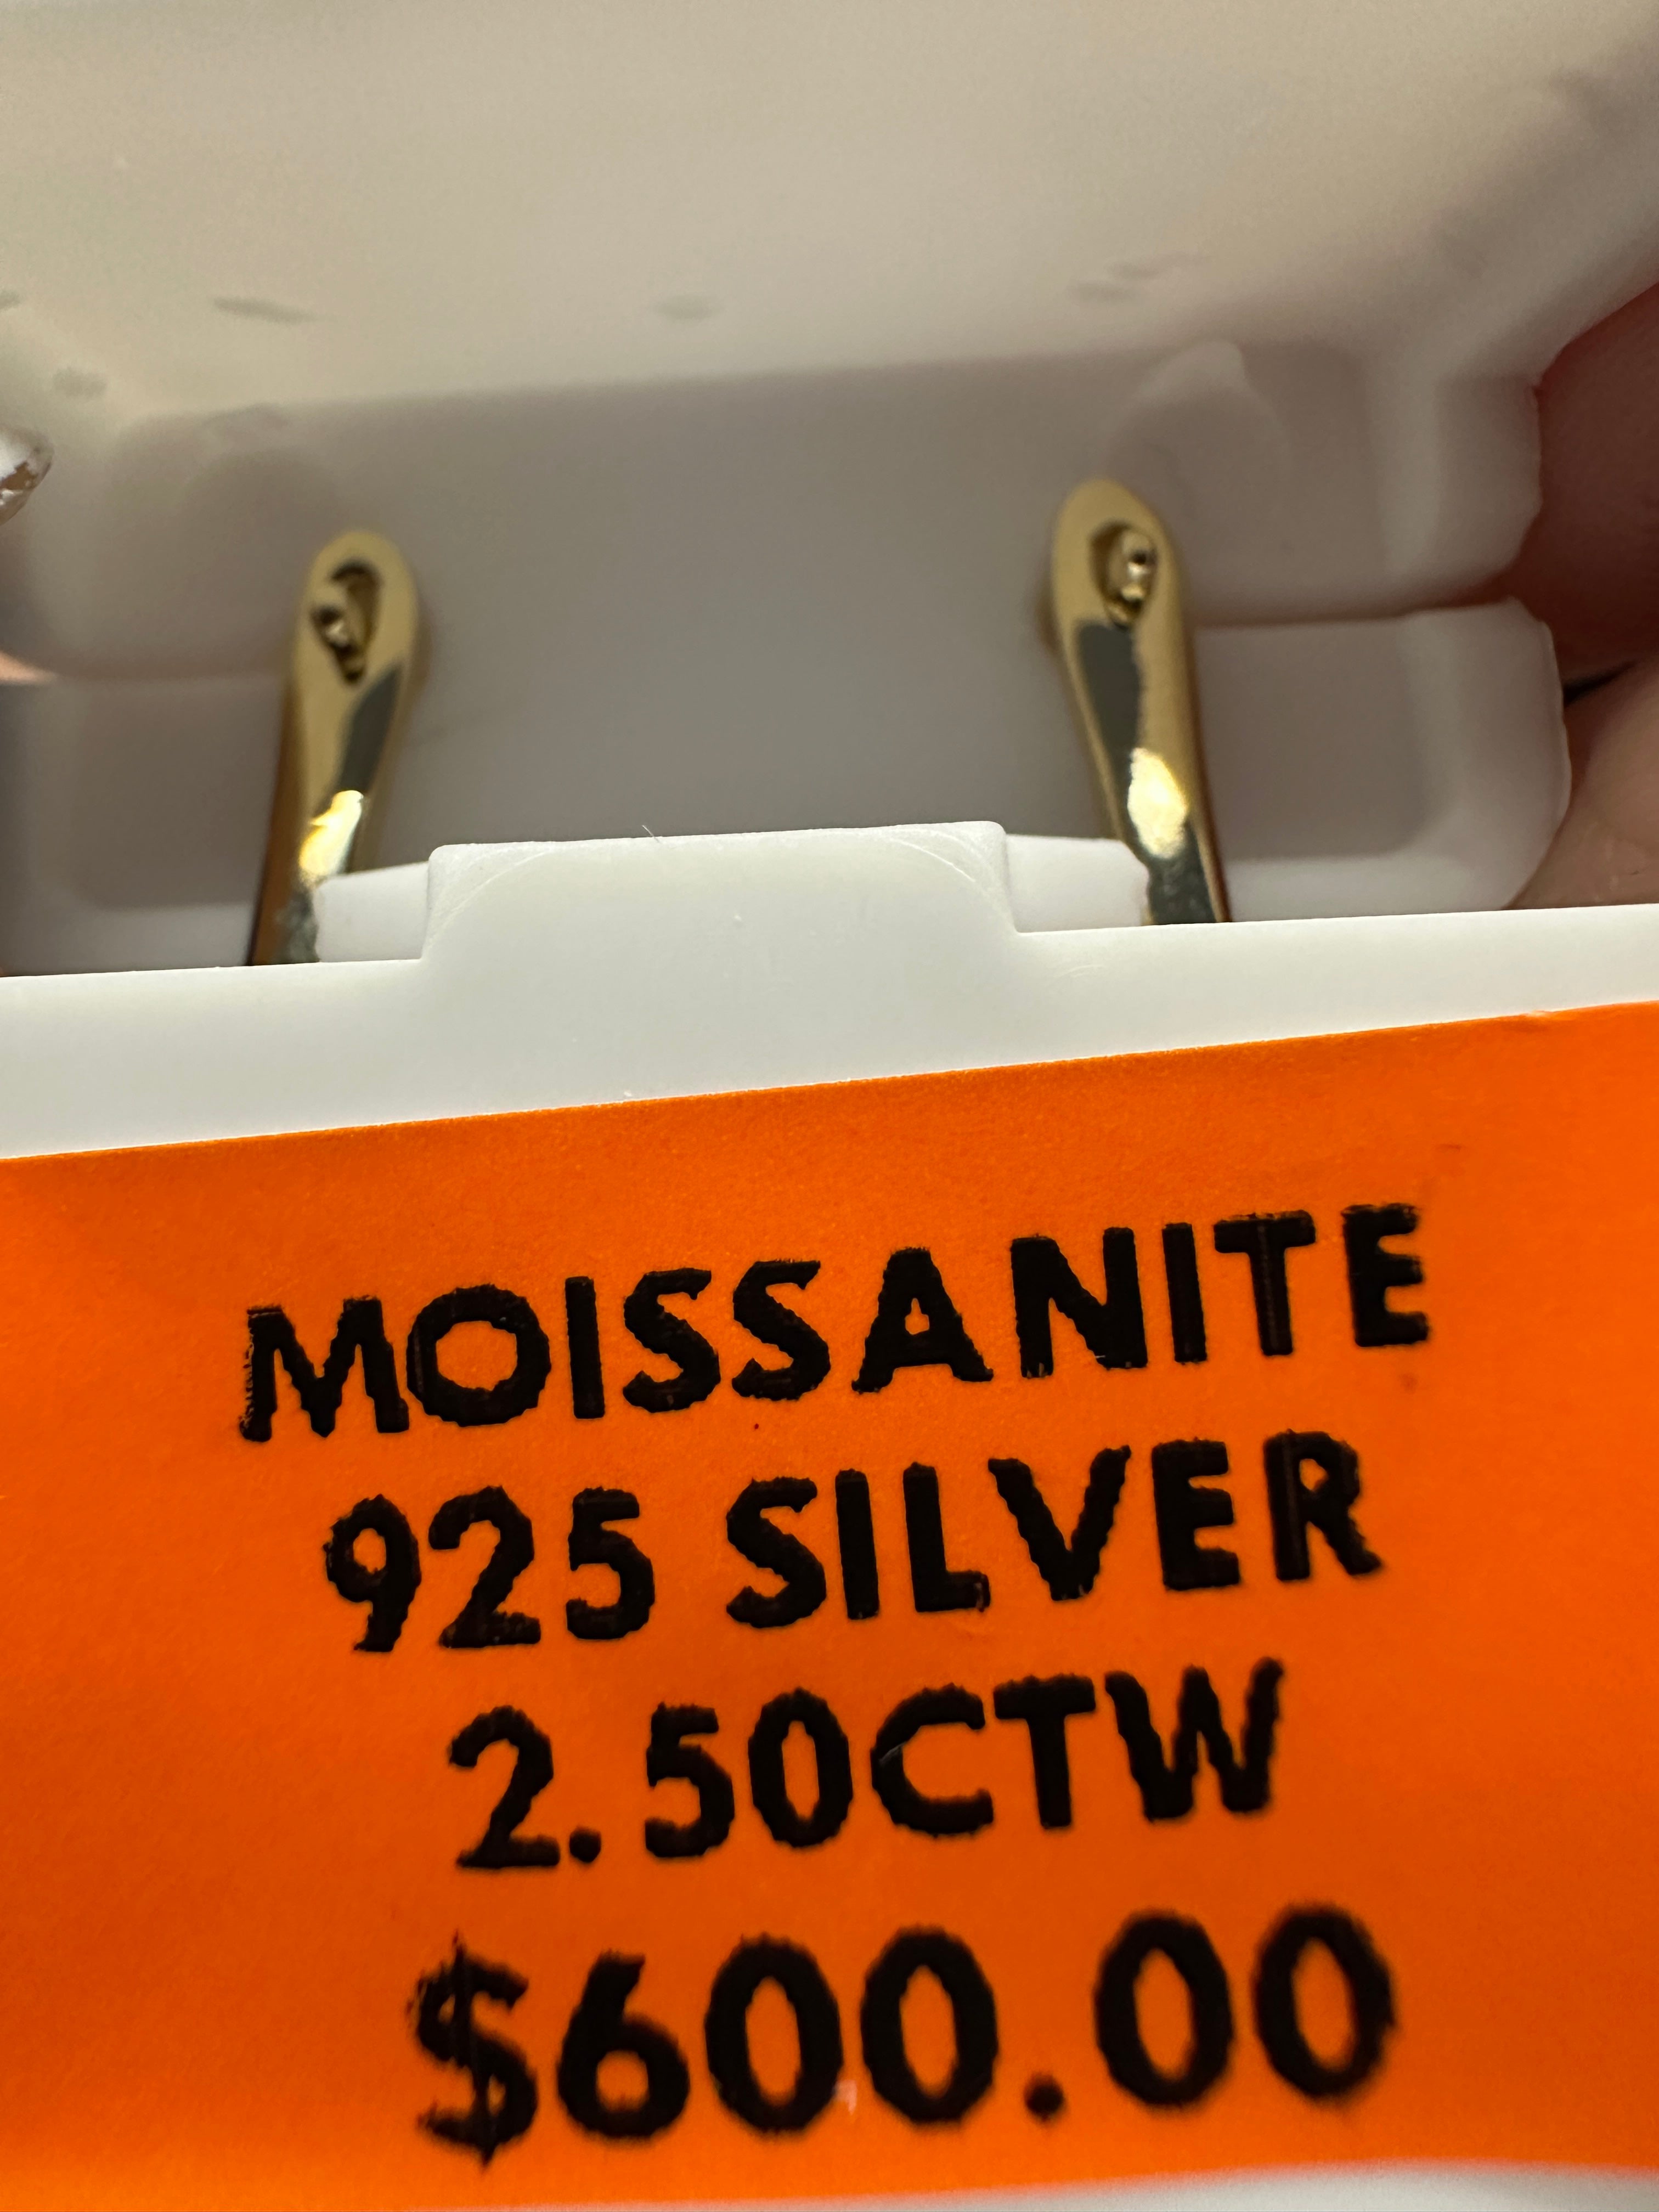 MOISSANITE
925 SILVER
2.50CTW
$600.00